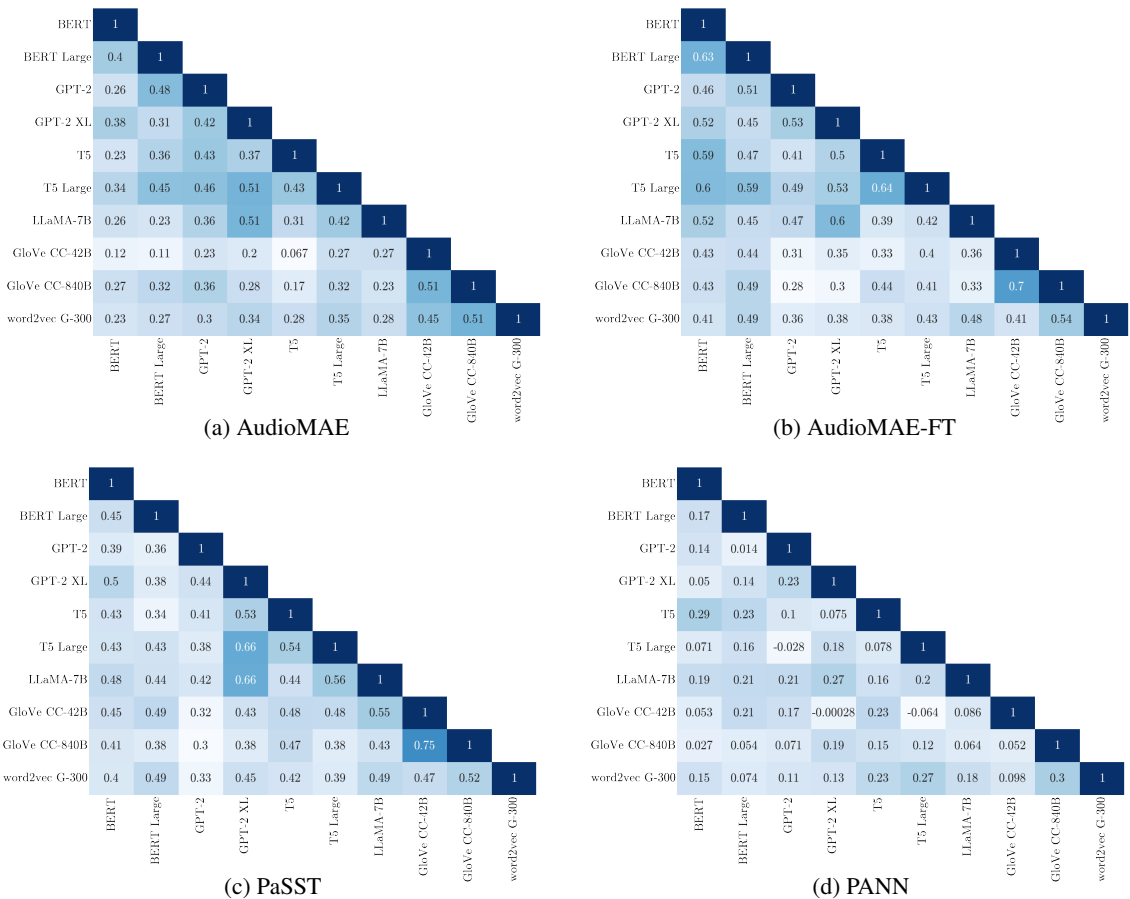 BERT 1
BERT Large 0.4 1
GPT-2 0.26 0.48 1
GPT-2 XL 0.38 0.31 0.42 1
T5 0.23 0.36 0.43 0.37 1
T5 Large 0.34 0.45 0.46 0.51 0.43 1
LLaMA-7B 0.26 0.23 0.36 0.51 0.31 0.42 1
GloVe CC-42B 0.12 0.11 0.23 0.2 0.067 0.27 0.27 1
GloVe CC-840B 0.27 0.32 0.36 0.28 0.17 0.32 0.23 0.51 1
word2vec G-300 0.23 0.27 0.3 0.34 0.28 0.35 0.28 0.45 0.51 1
BERT
BERT Large
GPT-2
GPT-2 XL
T5
T5 Large
LLaMA-7B
GloVe CC-42B
GloVe CC-840B
word2vec G-300
(a) AudioMAE
BERT 1
BERT Large 0.63 1
GPT-2 0.46 0.51 1
GPT-2 XL 0.52 0.45 0.53 1
T5 0.59 0.47 0.41 0.5 1
T5 Large 0.6 0.59 0.49 0.53 0.64 1
LLaMA-7B 0.52 0.45 0.47 0.6 0.39 0.42 1
GloVe CC-42B 0.43 0.44 0.31 0.35 0.33 0.4 0.36 1
GloVe CC-840B 0.43 0.49 0.28 0.3 0.44 0.41 0.33 0.7 1
word2vec G-300 0.41 0.49 0.36 0.38 0.38 0.43 0.48 0.41 0.54 1
BERT
BERT Large
GPT-2
GPT-2 XL
T5
T5 Large
LLaMA-7B
GloVe CC-42B
GloVe CC-840B
word2vec G-300
(b) AudioMAE-FT
BERT 1
BERT Large 0.45 1
GPT-2 0.39 0.36 1
GPT-2 XL 0.5 0.38 0.44 1
T5 0.43 0.34 0.41 0.53 1
T5 Large 0.43 0.43 0.38 0.66 0.54 1
LLaMA-7B 0.48 0.44 0.42 0.66 0.44 0.56 1
GloVe CC-42B 0.45 0.49 0.32 0.43 0.48 0.48 0.55 1
GloVe CC-840B 0.41 0.38 0.3 0.38 0.47 0.38 0.43 0.75 1
word2vec G-300 0.4 0.49 0.33 0.45 0.42 0.39 0.49 0.47 0.52 1
BERT
BERT Large
GPT-2
GPT-2 XL
T5
T5 Large
LLaMA-7B
GloVe CC-42B
GloVe CC-840B
word2vec G-300
(c) PaSST
BERT 1
BERT Large 0.17 1
GPT-2 0.14 0.014 1
GPT-2 XL 0.05 0.14 0.23 1
T5 0.29 0.23 0.1 0.075 1
T5 Large 0.071 0.16 -0.028 0.18 0.078 1
LLaMA-7B 0.19 0.21 0.21 0.27 0.16 0.2 1
GloVe CC-42B 0.053 0.21 0.17 -0.00028 0.23 -0.064 0.086 1
GloVe CC-840B 0.027 0.054 0.071 0.19 0.15 0.12 0.064 0.052 1
word2vec G-300 0.15 0.074 0.11 0.13 0.23 0.27 0.18 0.098 0.3 1
BERT
BERT Large
GPT-2
GPT-2 XL
T5
T5 Large
LLaMA-7B
GloVe CC-42B
GloVe CC-840B
word2vec G-300
(d) PANN